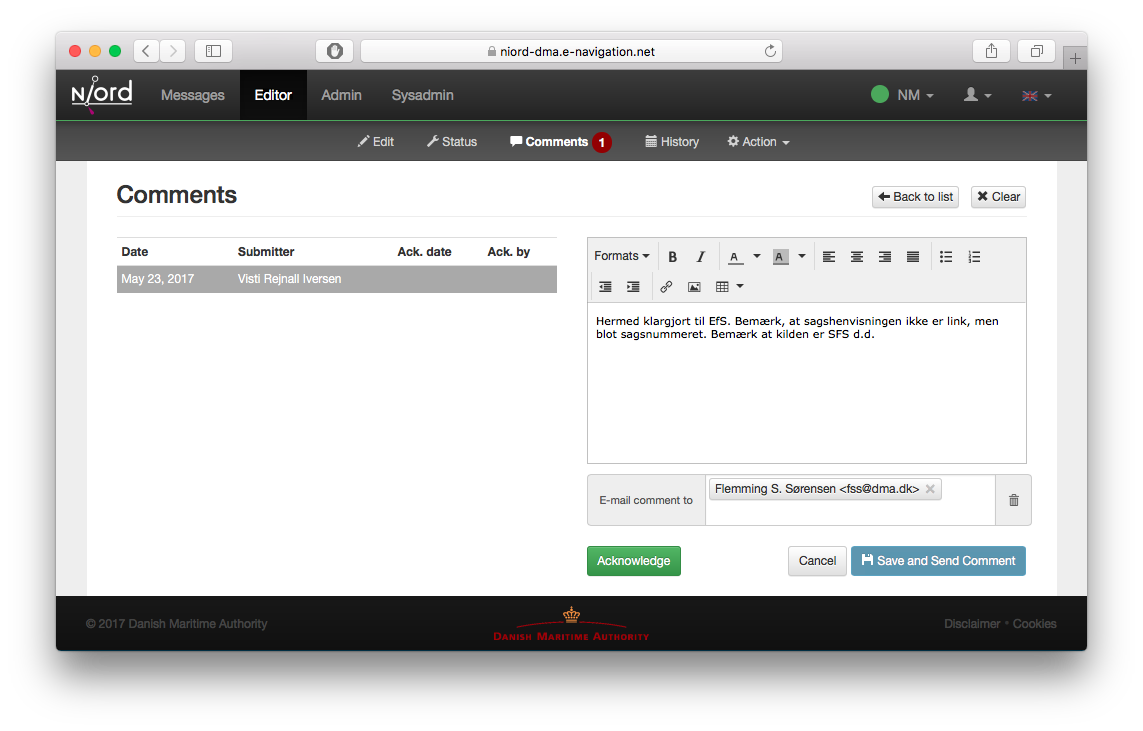 niord-dma.e-navigation.net
Niord Messages Editor Admin Sysadmin NM
Edit Status Comments 1 History Action
Comments
Back to list Clear
Date Submitter Ack. date Ack. by
May 23, 2017 Visti Rejnall Iversen
Formats B I A A
Hermed klargjort til EfS. Bemærk, at sagshenvisningen ikke er link, men
blot sagsnummeret. Bemærk at kilden er SFS d.d.
E-mail comment to Flemming S. Sørensen <fss@dma.dk>
Acknowledge Cancel Save and Send Comment
© 2017 Danish Maritime Authority DANISH MARITIME AUTHORITY Disclaimer • Cookies